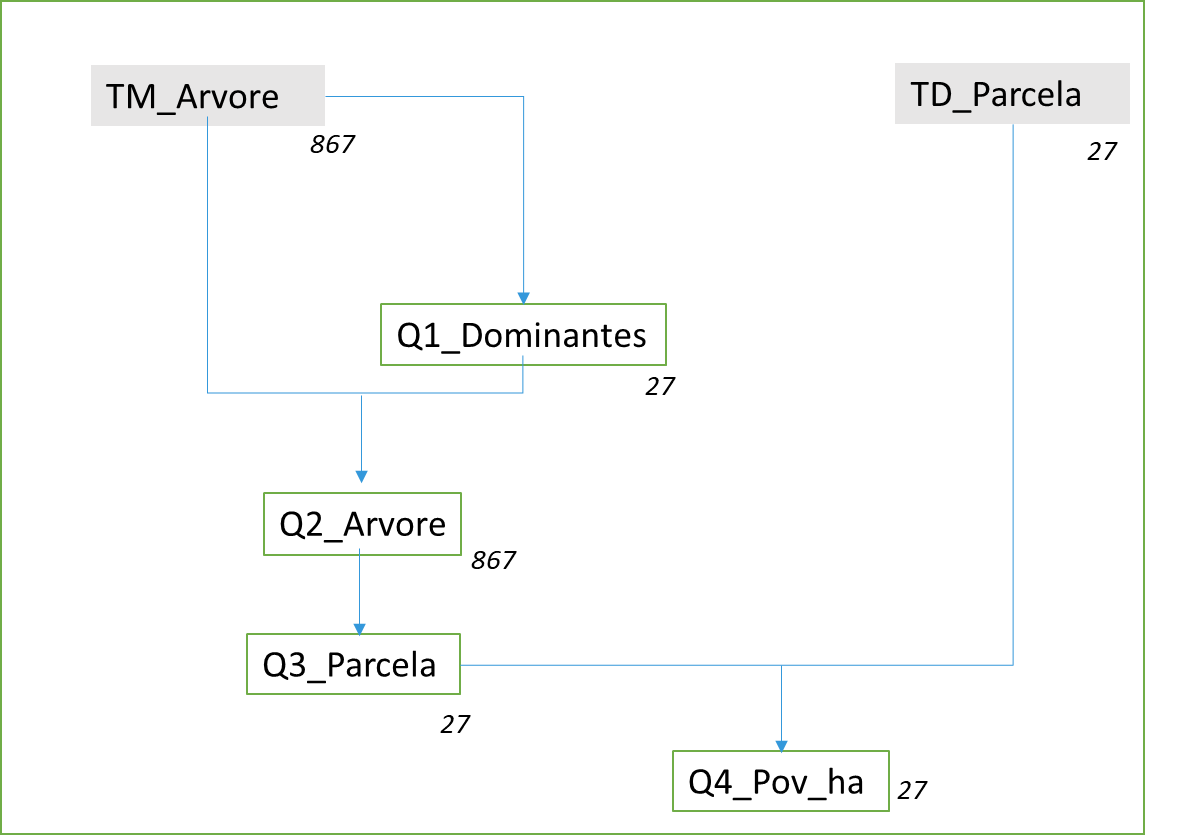 TM_Arvore
867
TD_Parcela
27
Q1_Dominantes
27
Q2_Arvore
867
Q3_Parcela
27
Q4_Pov_ha
27